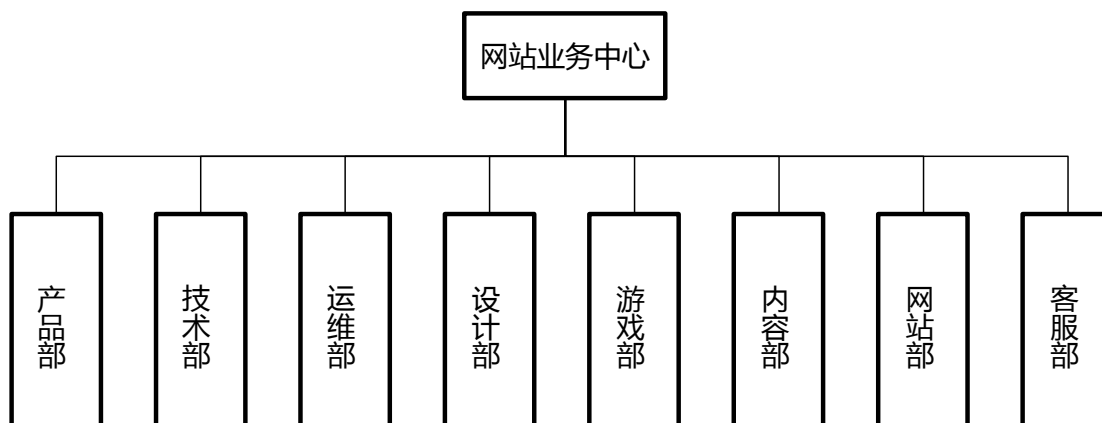 网站业务中心
产品部
技术部
运维部
设计部
游戏部
内容部
网站部
客服部